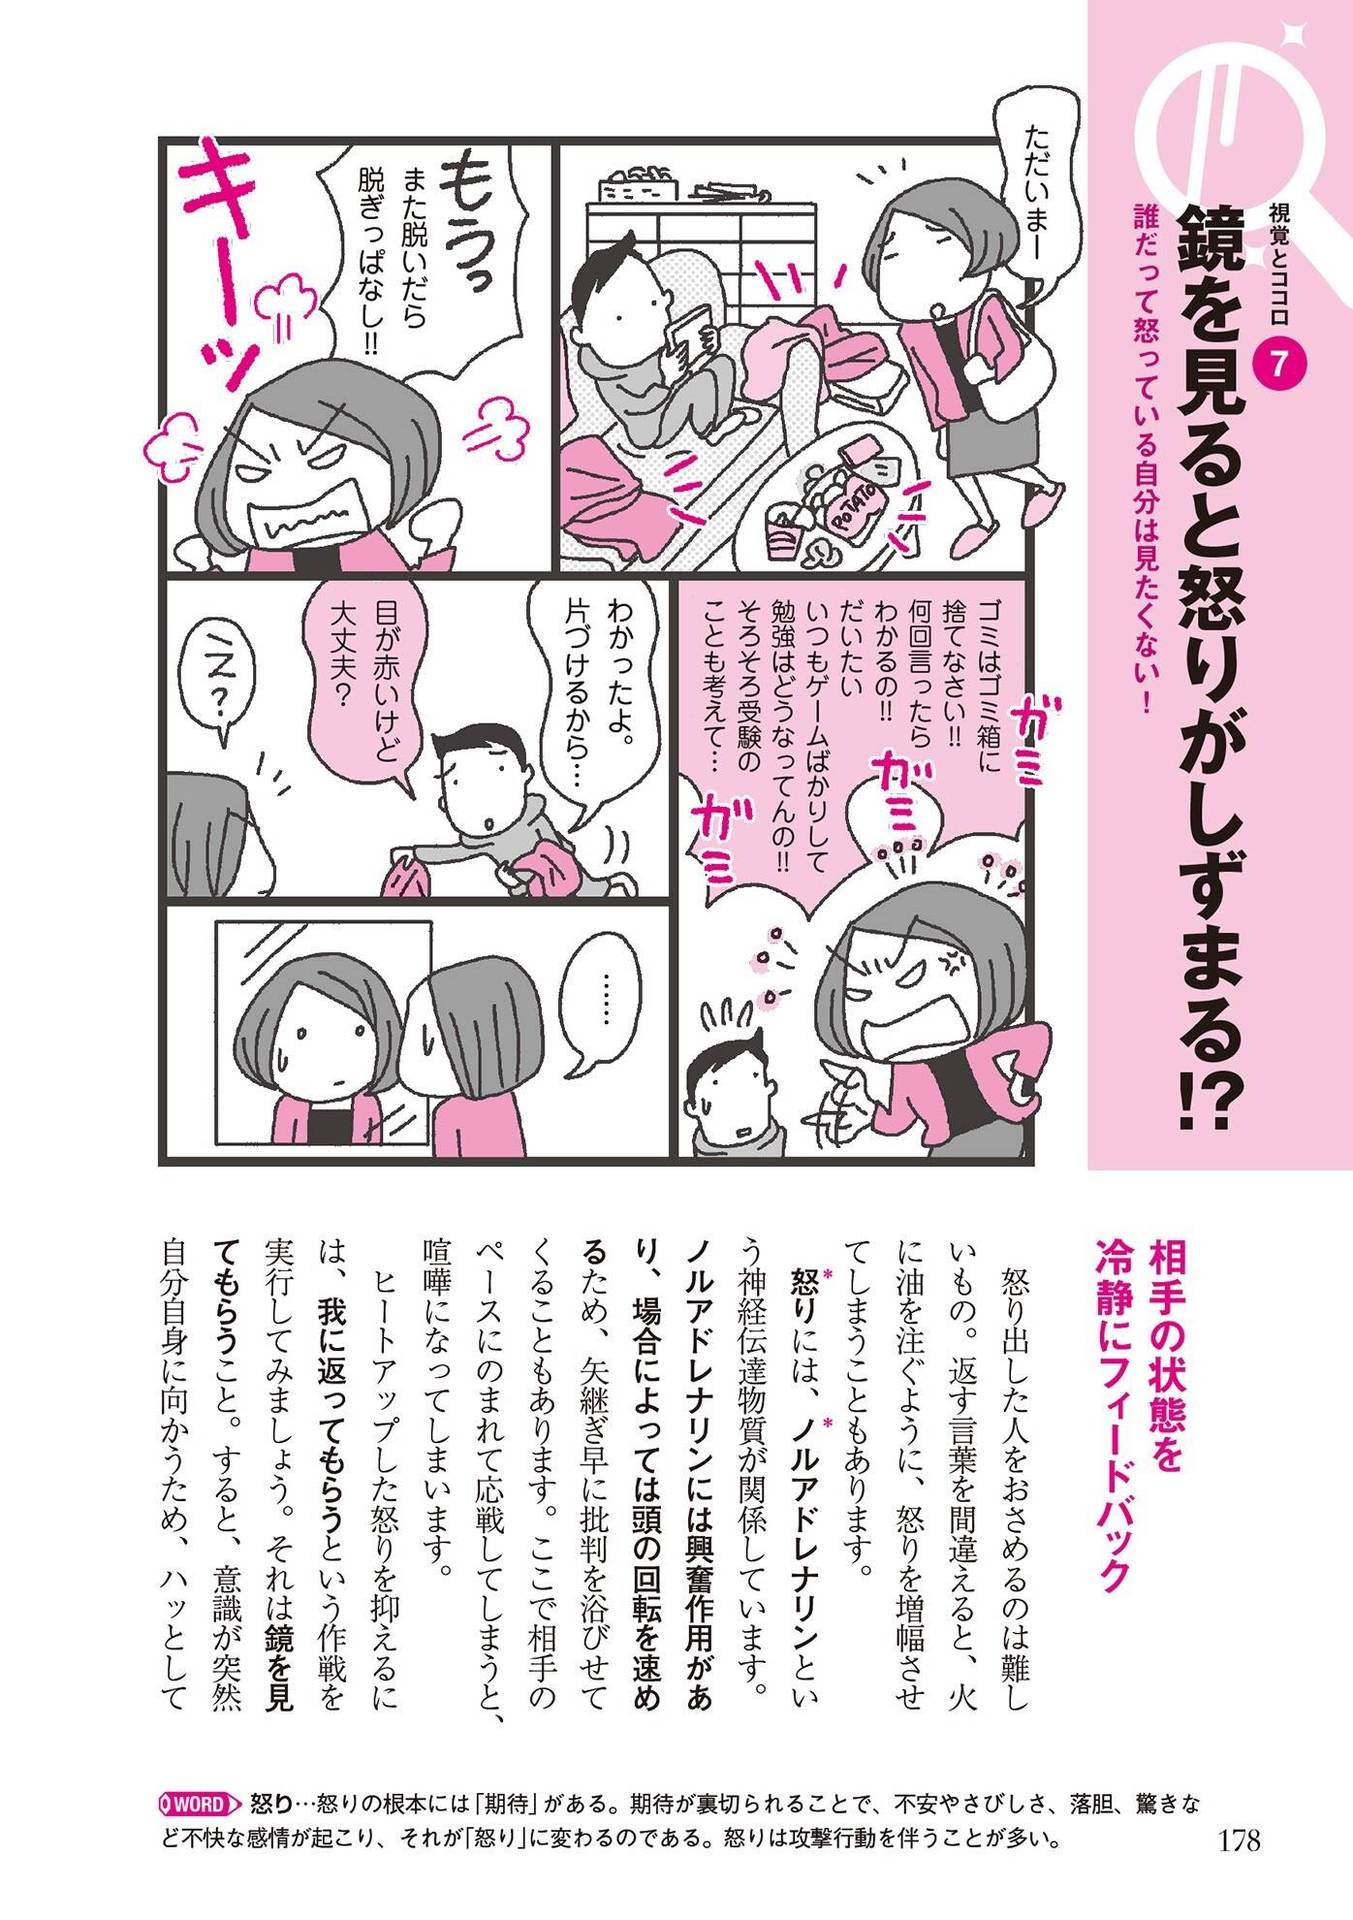 視覚とココロ
7
鏡を見ると怒りがしずまる!?
誰だって怒っている自分は見たくない！
ただいまー
POTATO
もうっ
また脱いだら
脱ぎっぱなし!!
キーッ
ゴミはゴミ箱に
捨てなさい!!
何回言ったら
わかるの!!
だいたい
いつもゲームばかりして
勉強はどうなってんの!!
そろそろ受験の
ことも考えて…
ガミ
ガミ
ガミ
わかったよ。
片づけるから…
目が赤いけど
大丈夫？
え？
……
相手の状態を
冷静にフィードバック
怒り出した人をおさめるのは難し
いもの。返す言葉を間違えると、火
に油を注ぐように、怒りを増幅させ
てしまうこともあります。
怒り*には、ノルアドレナリン*とい
う神経伝達物質が関係しています。
ノルアドレナリンには興奮作用があ
り、場合によっては頭の回転を速め
るため、矢継ぎ早に批判を浴びせて
くることもあります。ここで相手の
ペースにのまれて応戦してしまうと、
喧嘩になってしまいます。
ヒートアップした怒りを抑えるに
は、我に返ってもらうという作戦を
実行してみましょう。それは鏡を見
てもらうこと。すると、意識が突然
自分自身に向かうため、ハッとして
WORD 怒り…怒りの根本には「期待」がある。期待が裏切られることで、不安やさびしさ、落胆、驚きな
ど不快な感情が起こり、それが「怒り」に変わるのである。怒りは攻撃行動を伴うことが多い。
178